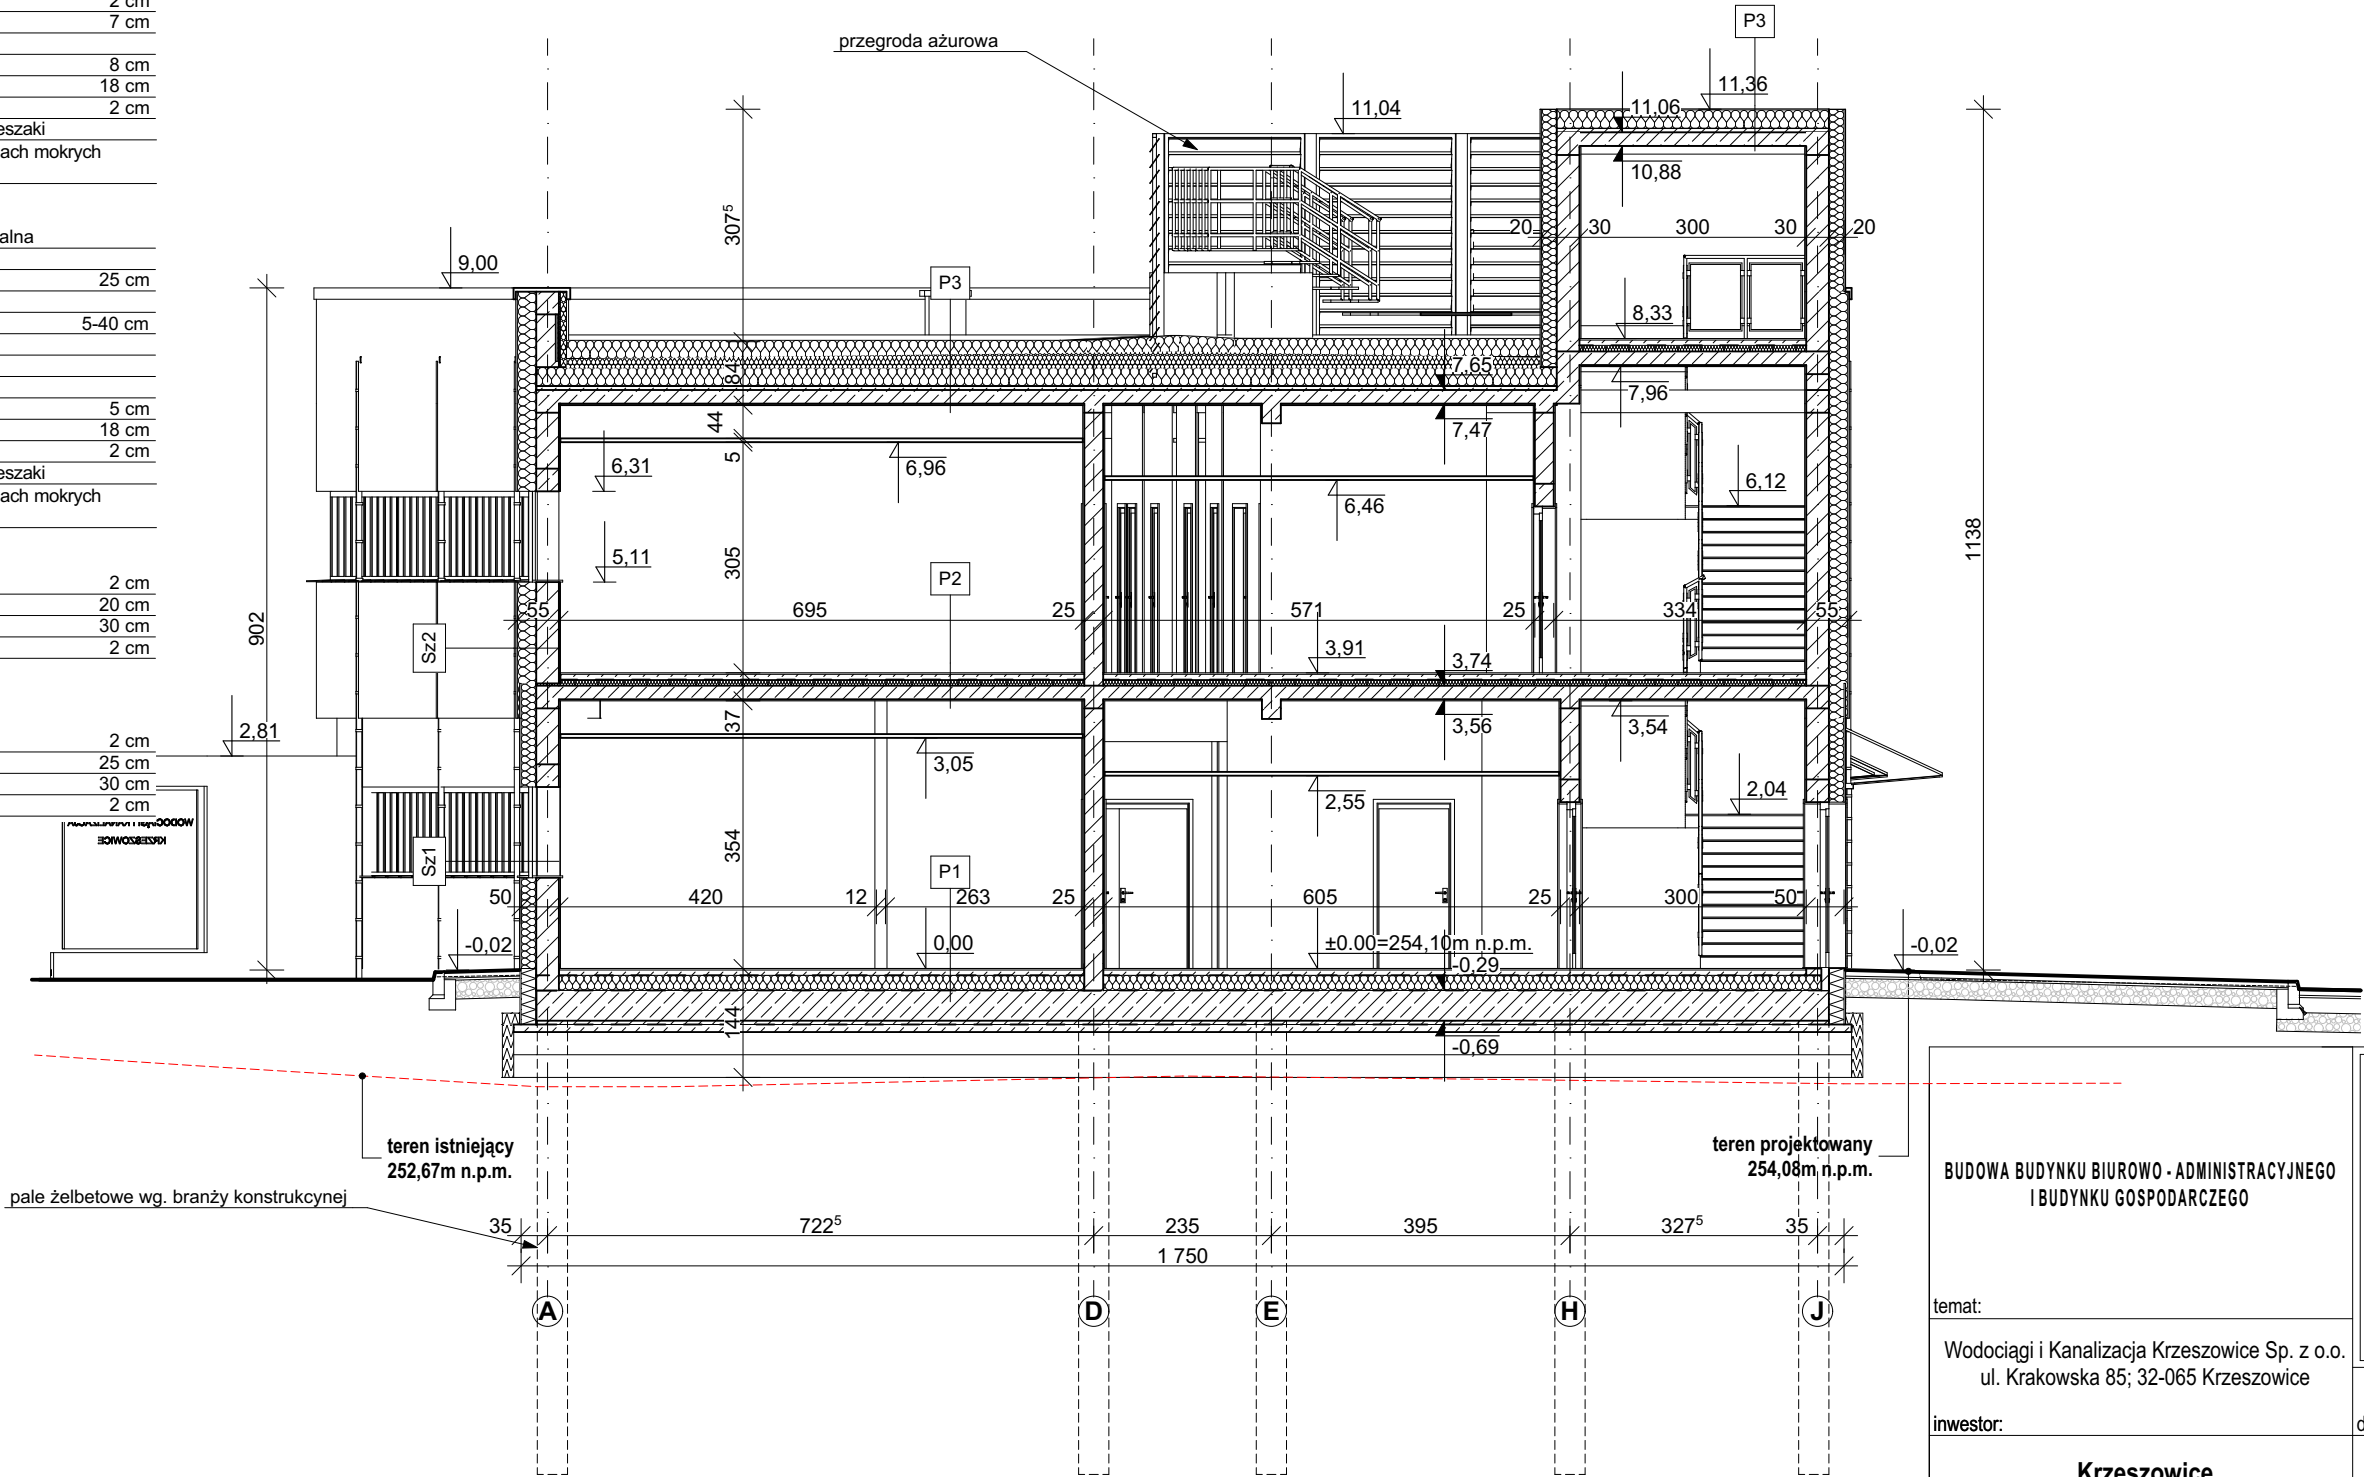 2 cm
7 cm
8 cm
18 cm
2 cm
eszaki
ach mokrych
alna
25 cm
5-40 cm
5 cm
18 cm
2 cm
eszaki
ach mokrych
2 cm
20 cm
30 cm
2 cm
2 cm
25 cm
30 cm
2 cm
KRZESZOWICE
przegroda ażurowa
P3
11,36
11,06
11,04
10,88
307⁵
20 30 300 30 20
9,00
P3
8,33
84
7,65
7,96
44
7,47
5
6,31
6,96
6,46
6,12
5,11
305
P2
1138
902
55 695 25 571 25 334 55
Sz2
3,91
3,74
2,81
37
3,56
3,54
3,05
2,55
2,04
354
Sz1
P1
50 420 12 263 25 605 25 300 50
-0,02
0,00
±0.00=254,10m n.p.m.
-0,02
-0,29
144
-0,69
teren istniejący
252,67m n.p.m.
teren projektowany
254,08m n.p.m.
pale żelbetowe wg. branży konstrukcynej
35 722⁵ 235 395 327⁵ 35
1 750
A D E H J
BUDOWA BUDYNKU BIUROWO - ADMINISTRACYJNEGO
I BUDYNKU GOSPODARCZEGO
temat:
Wodociągi i Kanalizacja Krzeszowice Sp. z o.o.
ul. Krakowska 85; 32-065 Krzeszowice
inwestor:
d
Krzeszowice